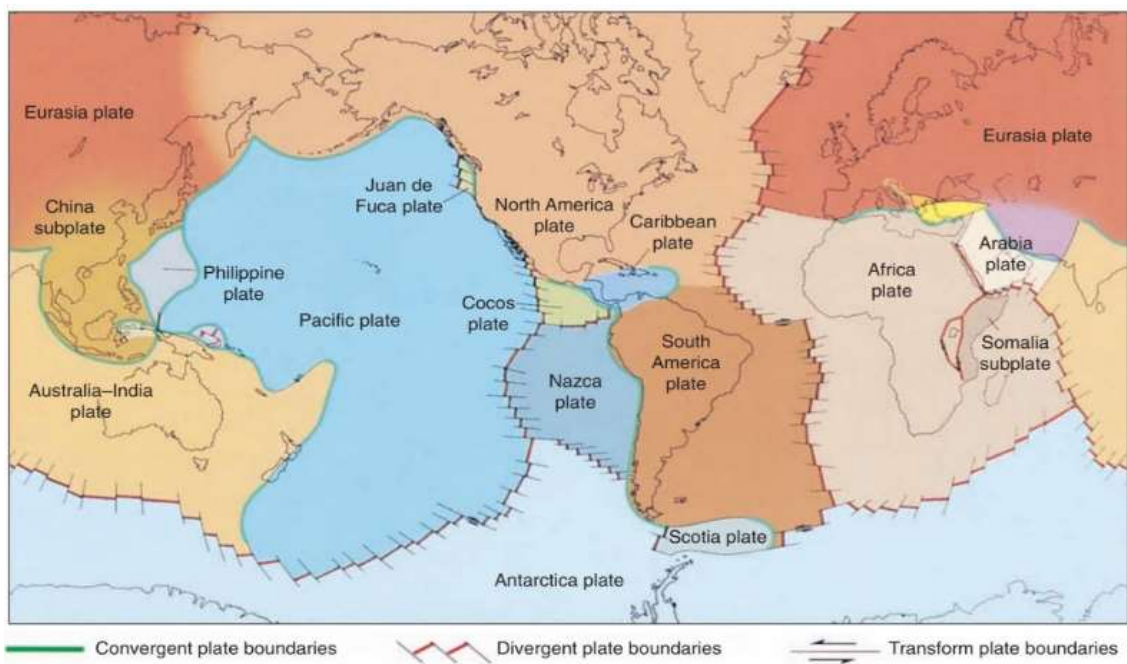 Eurasia plate
China
subplate
Philippine
plate
Australia–India
plate
Pacific plate
Juan de
Fuca plate
North America
plate
Caribbean
plate
Cocos
plate
Nazca
plate
South
America
plate
Antarctica plate
Scotia plate
Eurasia plate
Arabia
plate
Africa
plate
Somalia
subplate
Convergent plate boundaries
Divergent plate boundaries
Transform plate boundaries